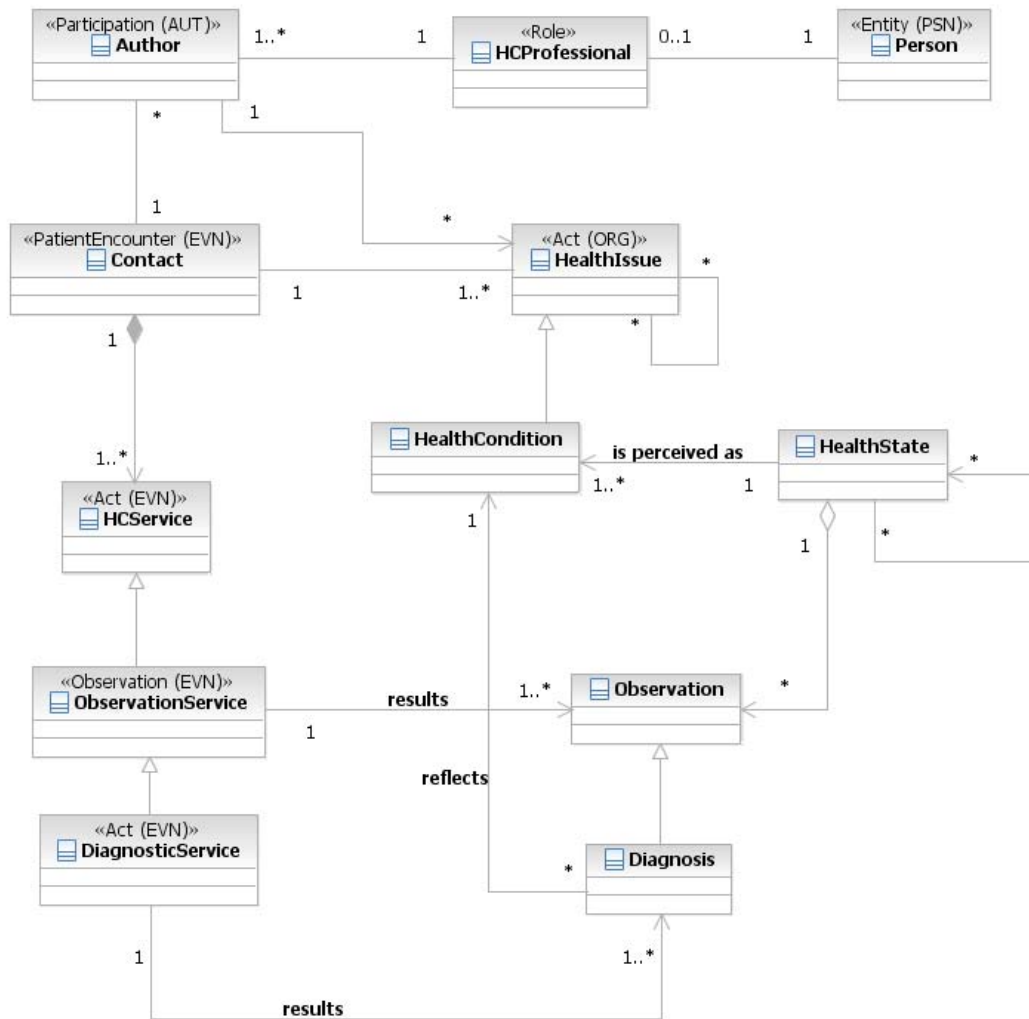 «Participation (AUT)»
Author
1..*
1
«Role»
HCProfessional
0..1
1
«Entity (PSN)»
Person
*
1
1
*
«PatientEncounter (EVN)»
Contact
«Act (ORG)»
HealthIssue
*
1
1..*
*
1
HealthCondition
is perceived as
HealthState
*
1..*
1
1..*
«Act (EVN)»
HCService
1
1
*
«Observation (EVN)»
ObservationService
results
1..*
Observation
*
1
reflects
«Act (EVN)»
DiagnosticService
Diagnosis
*
1
1..*
results